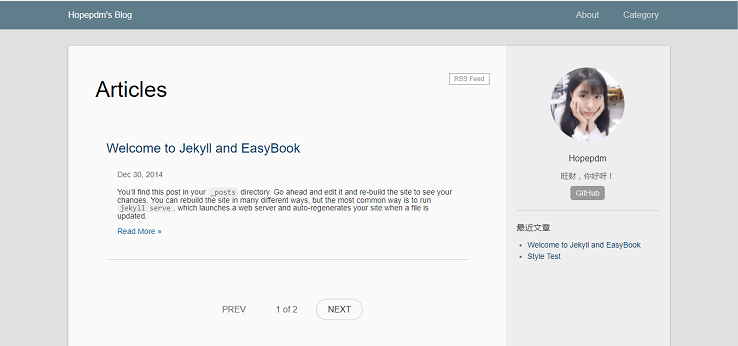 Hopepdm's Blog
About
Category
Articles
RSS Feed
Welcome to Jekyll and EasyBook
Dec 30, 2014
You'll find this post in your _posts directory. Go ahead and edit it and re-build the site to see your
changes. You can rebuild the site in many different ways, but the most common way is to run
jekyll serve, which launches a web server and auto-regenerates your site when a file is
updated.
Read More »
PREV
1 of 2
NEXT
Hopepdm
旺财，你好呀！
GitHub
最近文章
Welcome to Jekyll and EasyBook
Style Test